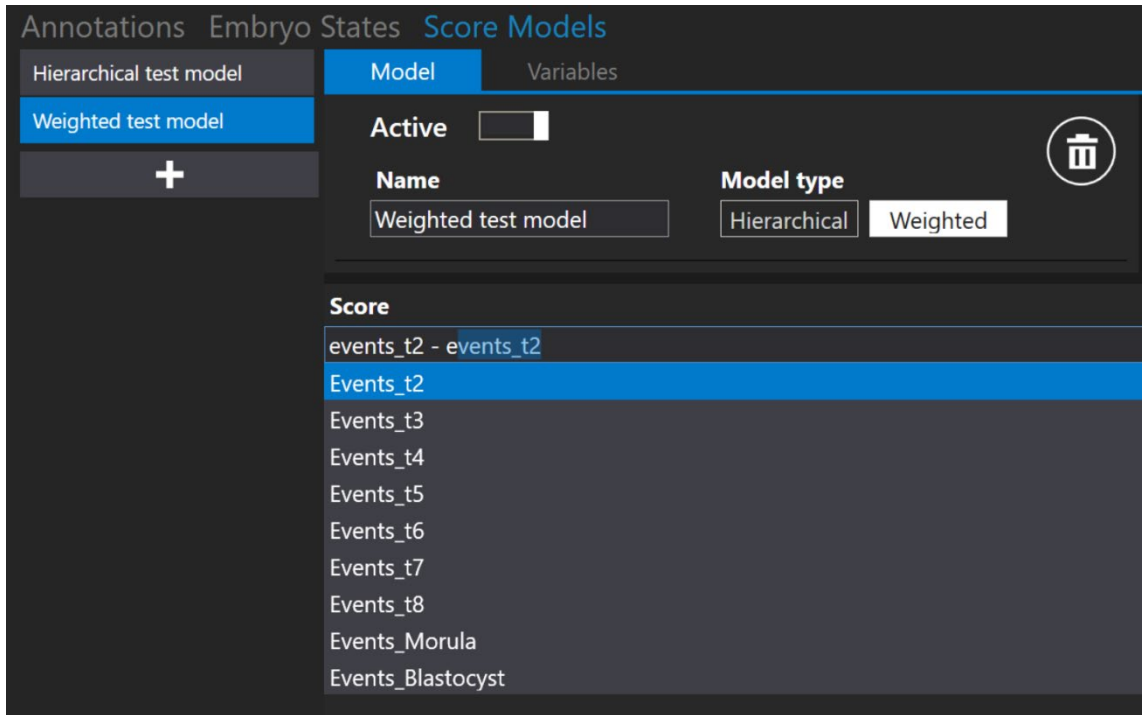 Annotations Embryo States Score Models
Hierarchical test model
Weighted test model
Model Variables
Active
Name Model type
Weighted test model Hierarchical Weighted
Score
events_t2 - events_t2
Events_t2
Events_t3
Events_t4
Events_t5
Events_t6
Events_t7
Events_t8
Events_Morula
Events_Blastocyst